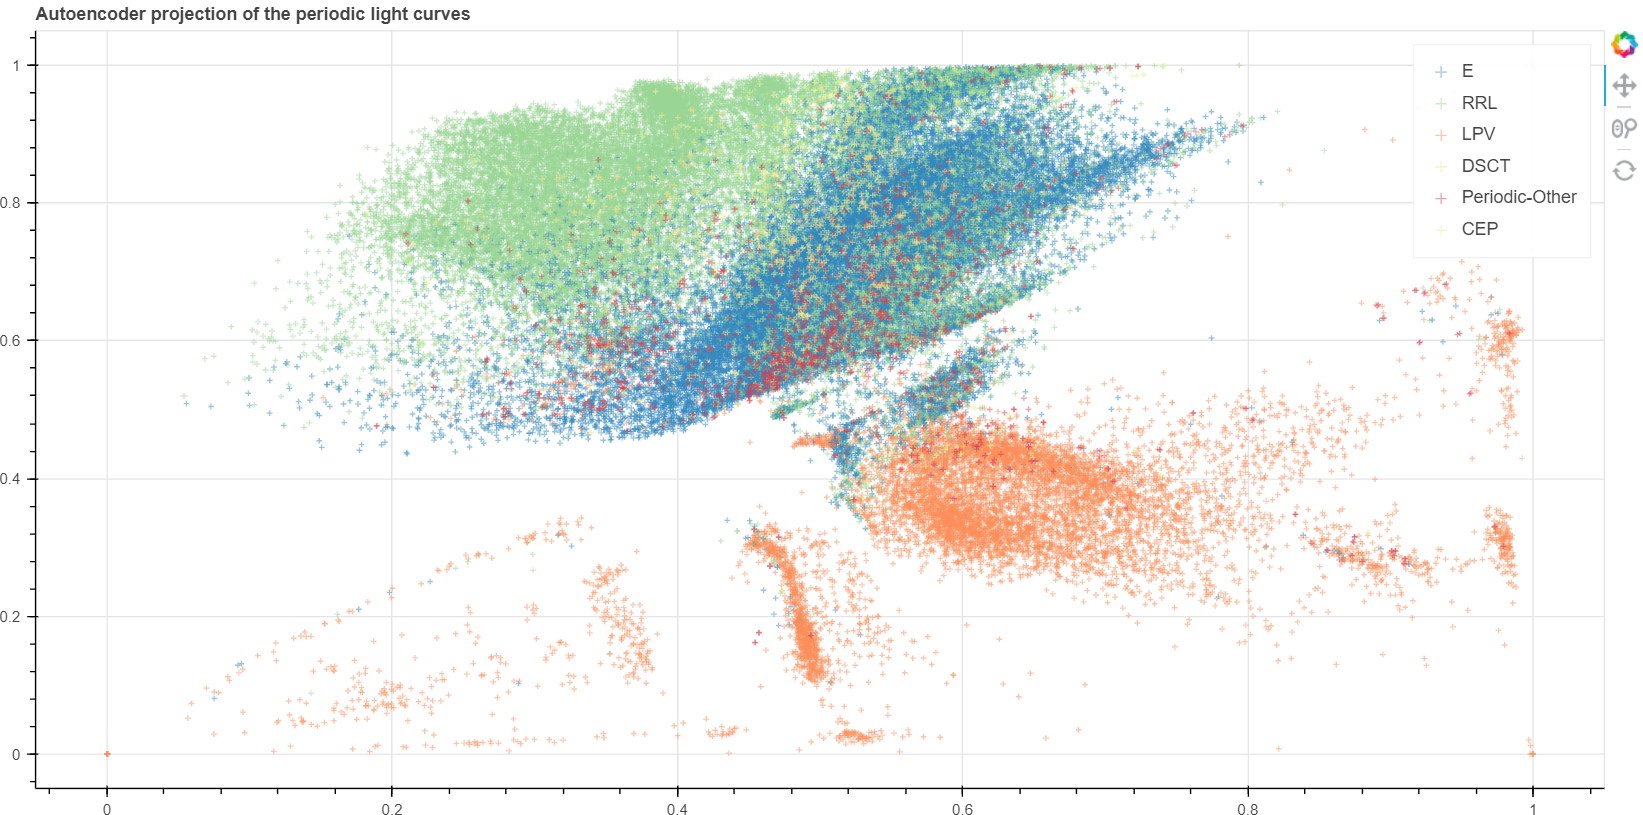 Autoencoder projection of the periodic light curves
E
RRL
LPV
DSCT
Periodic-Other
CEP
1
0.8
0.6
0.4
0.2
0
0
0.2
0.4
0.6
0.8
1